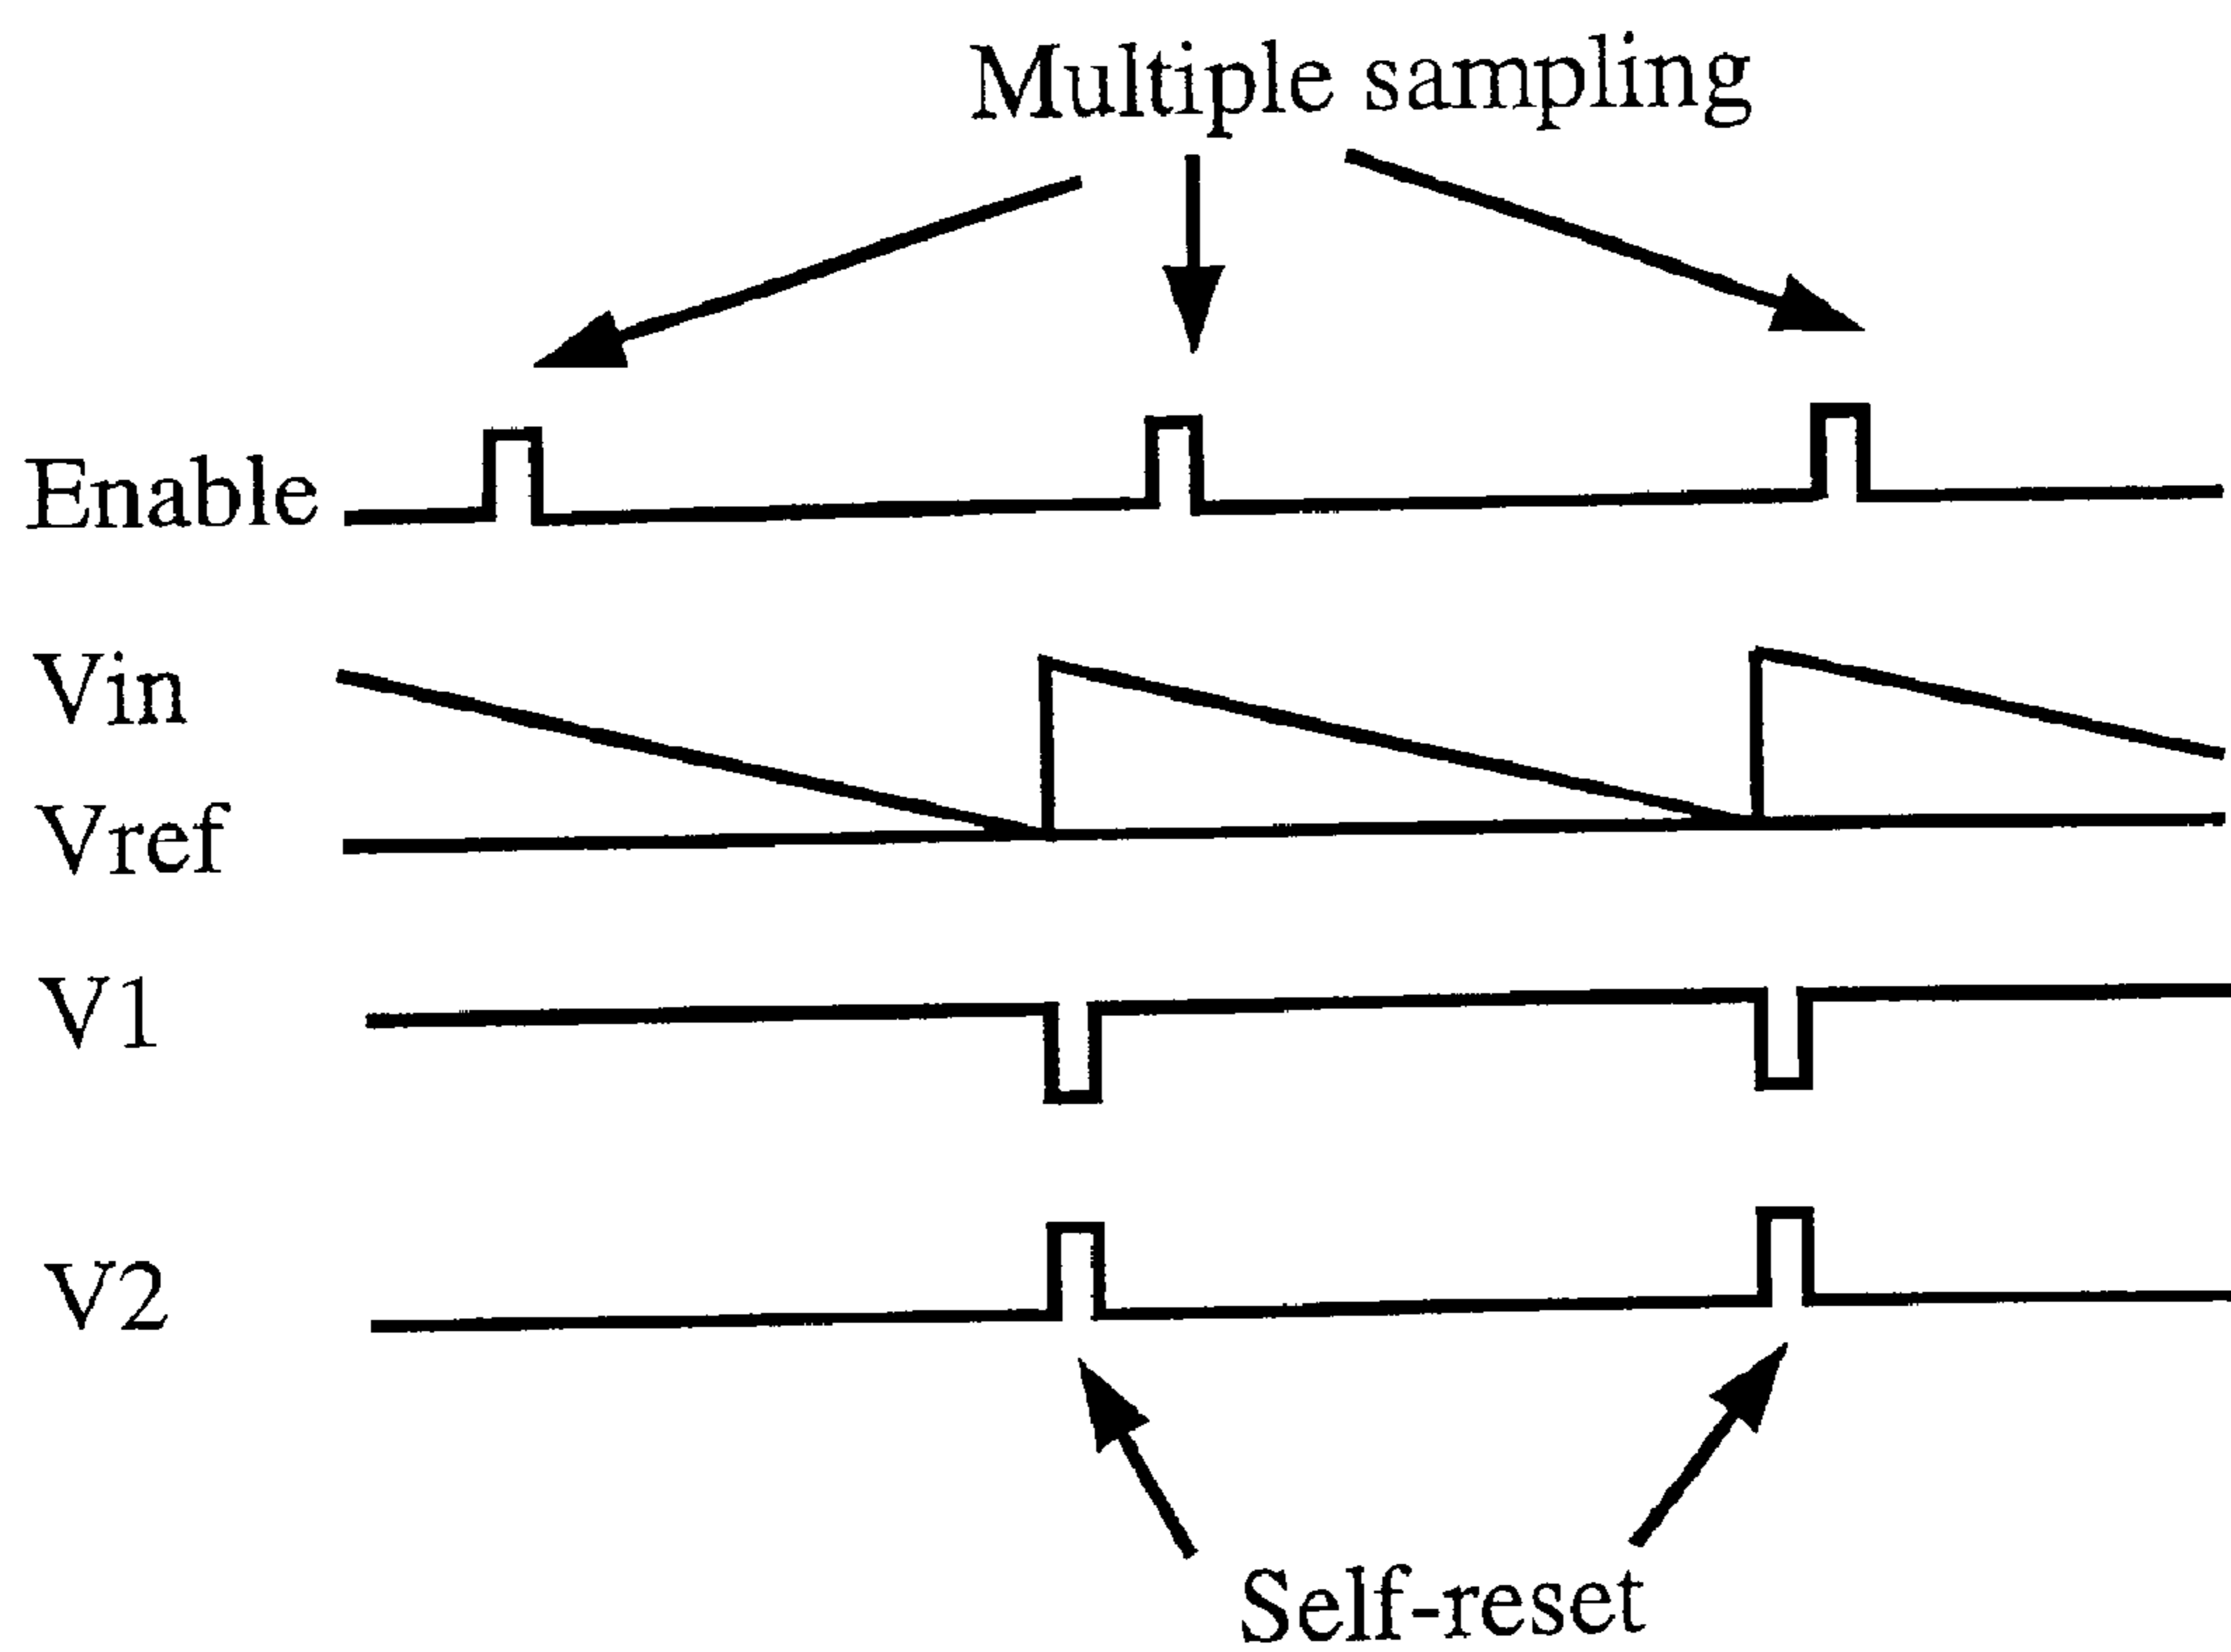 Multiple sampling
Enable
Vin
Vref
V1
V2
Self-reset